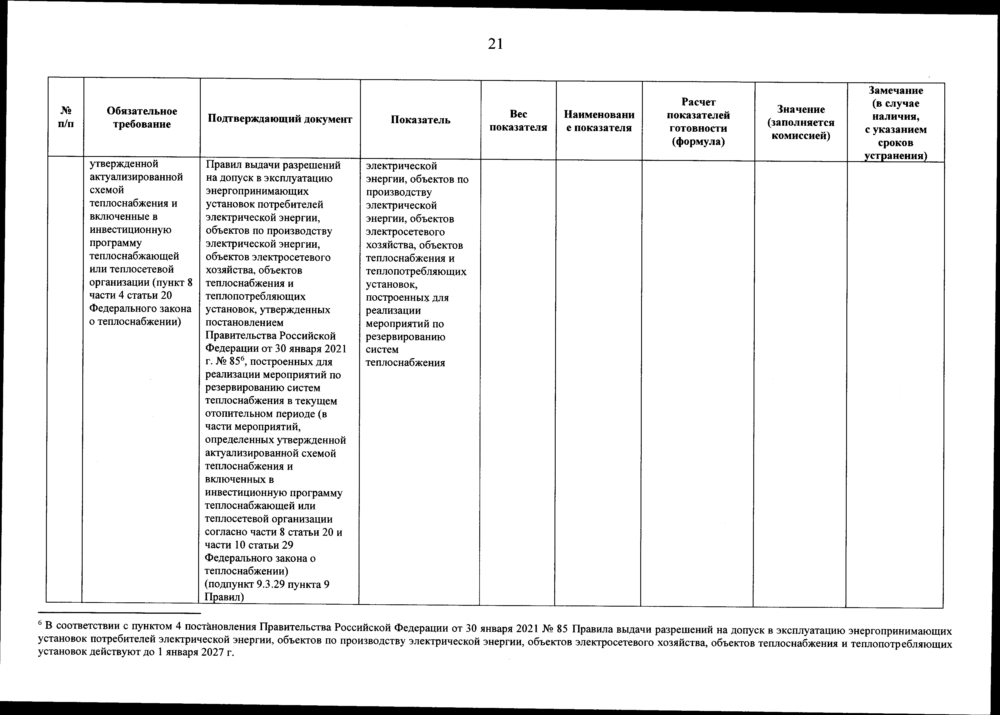 21
№
п/п
Обязательное
требование
Подтверждающий документ
Показатель
Вес
показателя
Наименовани
е показателя
Расчет
показателей
готовности
(формула)
Значение
(заполняется
комиссией)
Замечание
(в случае
наличия,
с указанием
сроков
устранения)
утвержденной
актуализированной
схемой
теплоснабжения и
включенные в
инвестиционную
программу
теплоснабжающей
или теплосетевой
организации (пункт 8
части 4 статьи 20
Федерального закона
о теплоснабжении)
Правил выдачи разрешений
на допуск в эксплуатацию
энергопринимающих
установок потребителей
электрической энергии,
объектов по производству
электрической энергии,
объектов электросетевого
хозяйства, объектов
теплоснабжения и
теплопотребляющих
установок, утвержденных
постановлением
Правительства Российской
Федерации от 30 января 2021
г. № 85⁶, построенных для
реализации мероприятий по
резервированию систем
теплоснабжения в текущем
отопительном периоде (в
части мероприятий,
определенных утвержденной
актуализированной схемой
теплоснабжения и
включенных в
инвестиционную программу
теплоснабжающей или
теплосетевой организации
согласно части 8 статьи 20 и
части 10 статьи 29
Федерального закона о
теплоснабжении)
(подпункт 9.3.29 пункта 9
Правил)
электрической
энергии, объектов по
производству
электрической
энергии, объектов
электросетевого
хозяйства, объектов
теплоснабжения и
теплопотребляющих
установок,
построенных для
реализации
мероприятий по
резервированию
систем
теплоснабжения
⁶ В соответствии с пунктом 4 постановления Правительства Российской Федерации от 30 января 2021 № 85 Правила выдачи разрешений на допуск в эксплуатацию энергопринимающих
установок потребителей электрической энергии, объектов по производству электрической энергии, объектов электросетевого хозяйства, объектов теплоснабжения и теплопотребляющих
установок действуют до 1 января 2027 г.